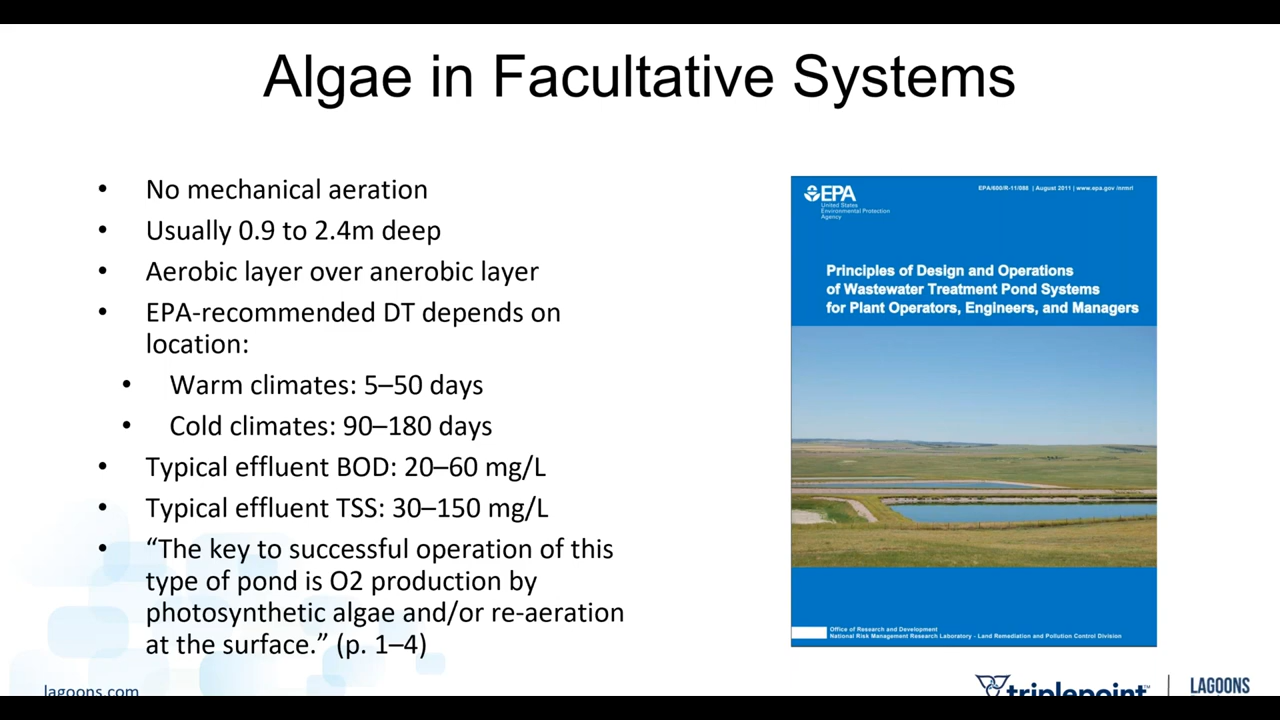 Algae in Facultative Systems
• No mechanical aeration
• Usually 0.9 to 2.4m deep
• Aerobic layer over anerobic layer
• EPA-recommended DT depends on
location:
• Warm climates: 5–50 days
• Cold climates: 90–180 days
• Typical effluent BOD: 20–60 mg/L
• Typical effluent TSS: 30–150 mg/L
• “The key to successful operation of this
type of pond is O2 production by
photosynthetic algae and/or re-aeration
at the surface.” (p. 1–4)
EPA
United States
Environmental Protection
Agency
EPA/600/R-11/088 | August 2011 | www.epa.gov /nrmrl
Principles of Design and Operations
of Wastewater Treatment Pond Systems
for Plant Operators, Engineers, and Managers
Office of Research and Development
National Risk Management Research Laboratory - Land Remediation and Pollution Control Division
lagoons.com
triplepoint™ | LAGOONS